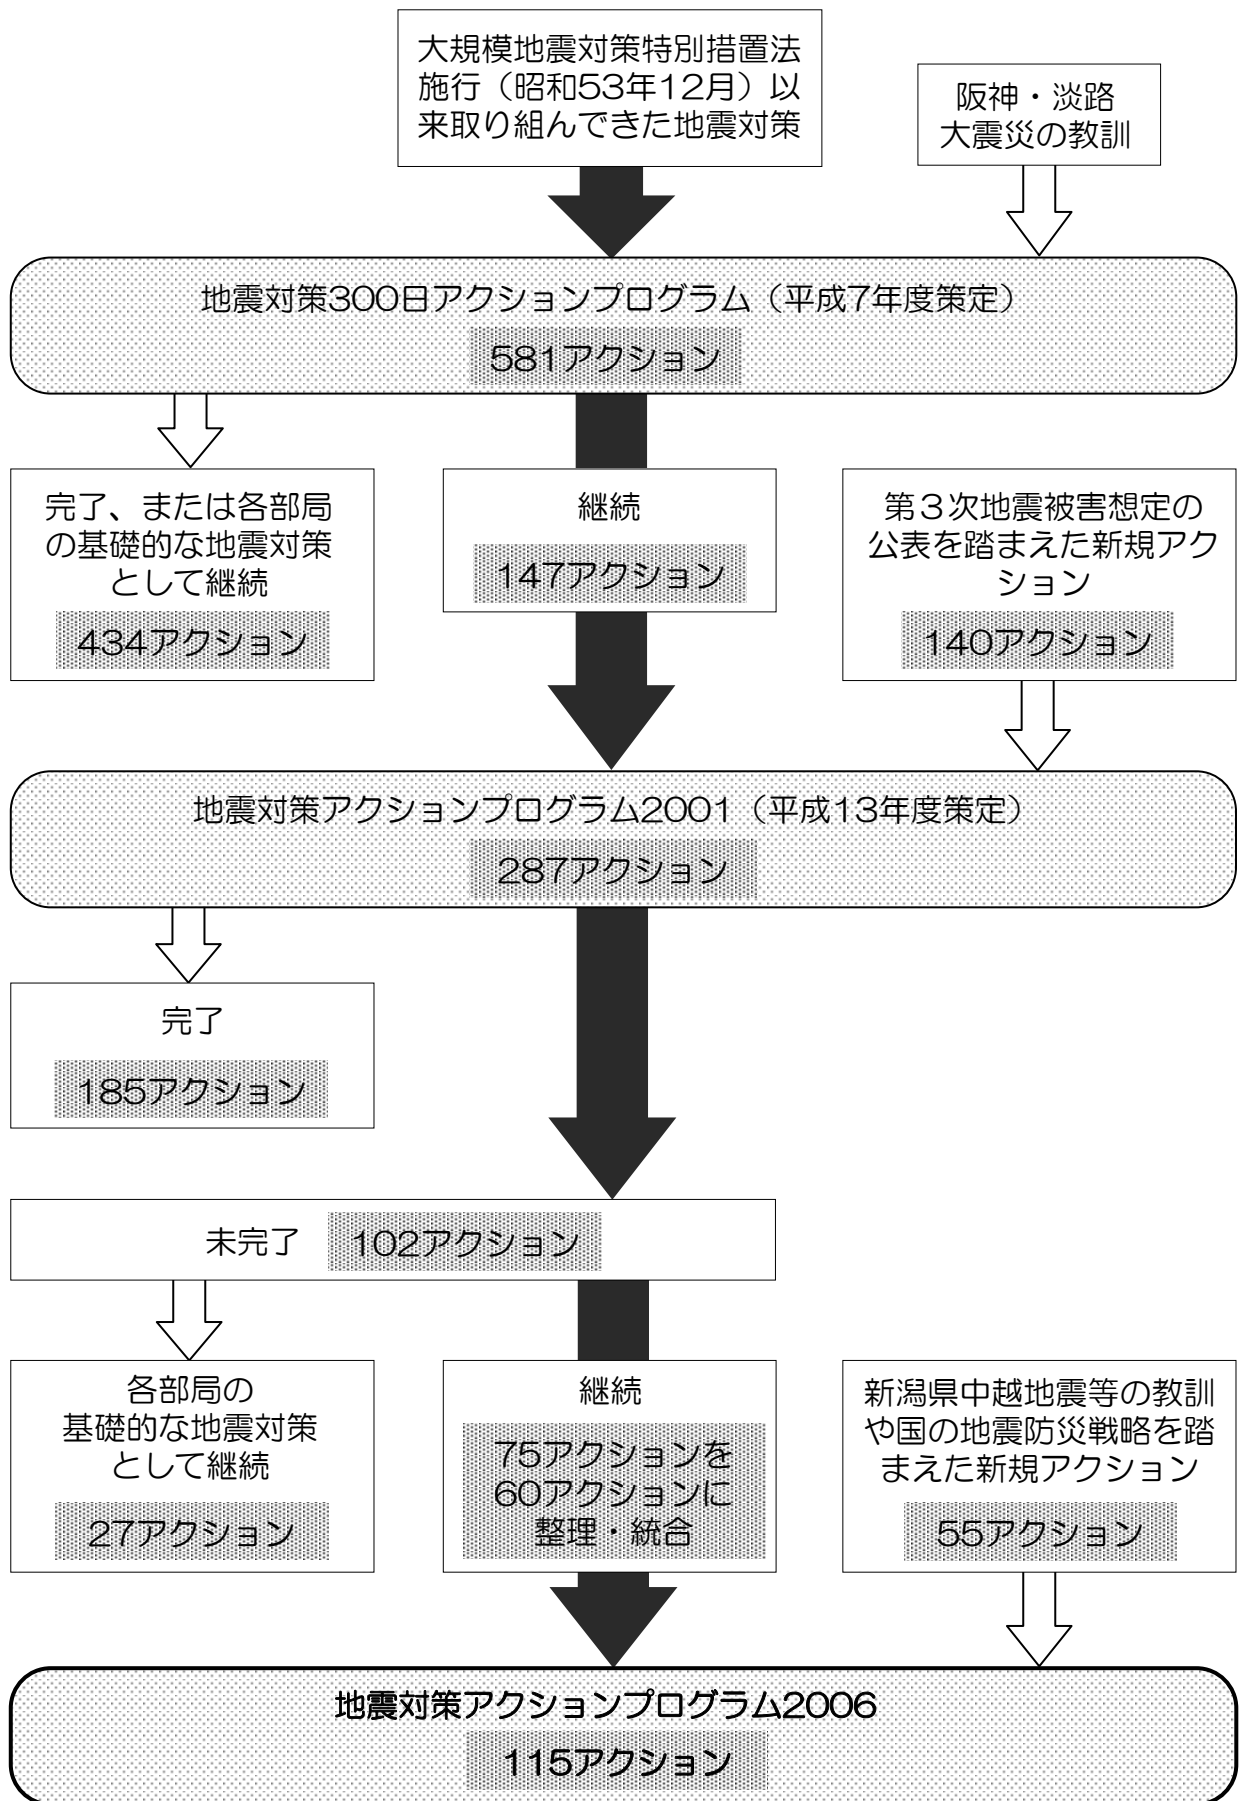 大規模地震対策特別措置法
施行（昭和53年12月）以
来取り組んできた地震対策
阪神・淡路
大震災の教訓
地震対策300日アクションプログラム（平成7年度策定）
581アクション
完了、または各部局
の基礎的な地震対策
として継続
434アクション
継続
147アクション
第３次地震被害想定の
公表を踏まえた新規アク
ション
140アクション
地震対策アクションプログラム2001（平成13年度策定）
287アクション
完了
185アクション
未完了
102アクション
各部局の
基礎的な地震対策
として継続
27アクション
継続
75アクションを
60アクションに
整理・統合
新潟県中越地震等の教訓
や国の地震防災戦略を踏
まえた新規アクション
55アクション
地震対策アクションプログラム2006
115アクション